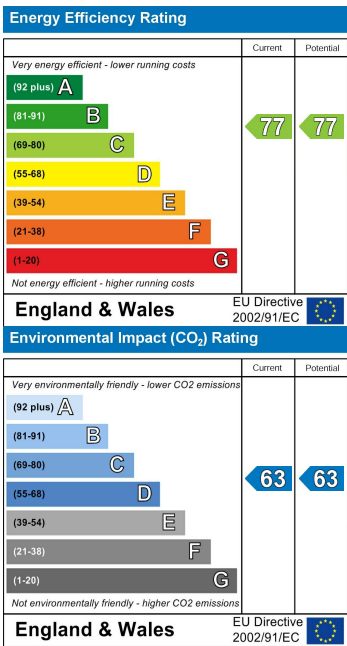 Energy Efficiency Rating
Current Potential
Very energy efficient - lower running costs
(92 plus) A
(81-91) B
77 77
(69-80) C
(55-68) D
(39-54) E
(21-38) F
(1-20) G
Not energy efficient - higher running costs
England & Wales
EU Directive
2002/91/EC
Environmental Impact (CO₂) Rating
Current Potential
Very environmentally friendly - lower CO2 emissions
(92 plus) A
(81-91) B
(69-80) C
63 63
(55-68) D
(39-54) E
(21-38) F
(1-20) G
Not environmentally friendly - higher CO2 emissions
England & Wales
EU Directive
2002/91/EC